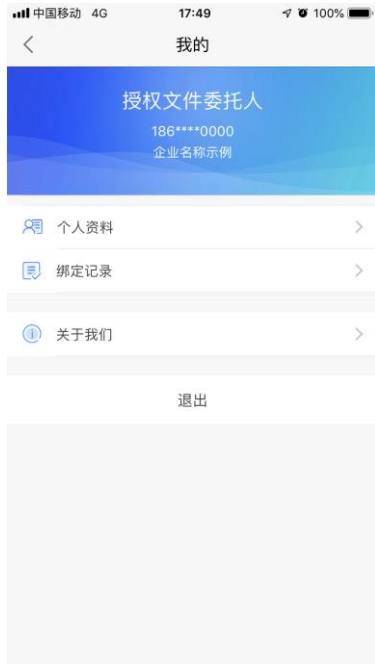 中国移动 4G 17:49 100%
我的
授权文件委托人
186****0000
企业名称示例
个人资料
绑定记录
关于我们
退出